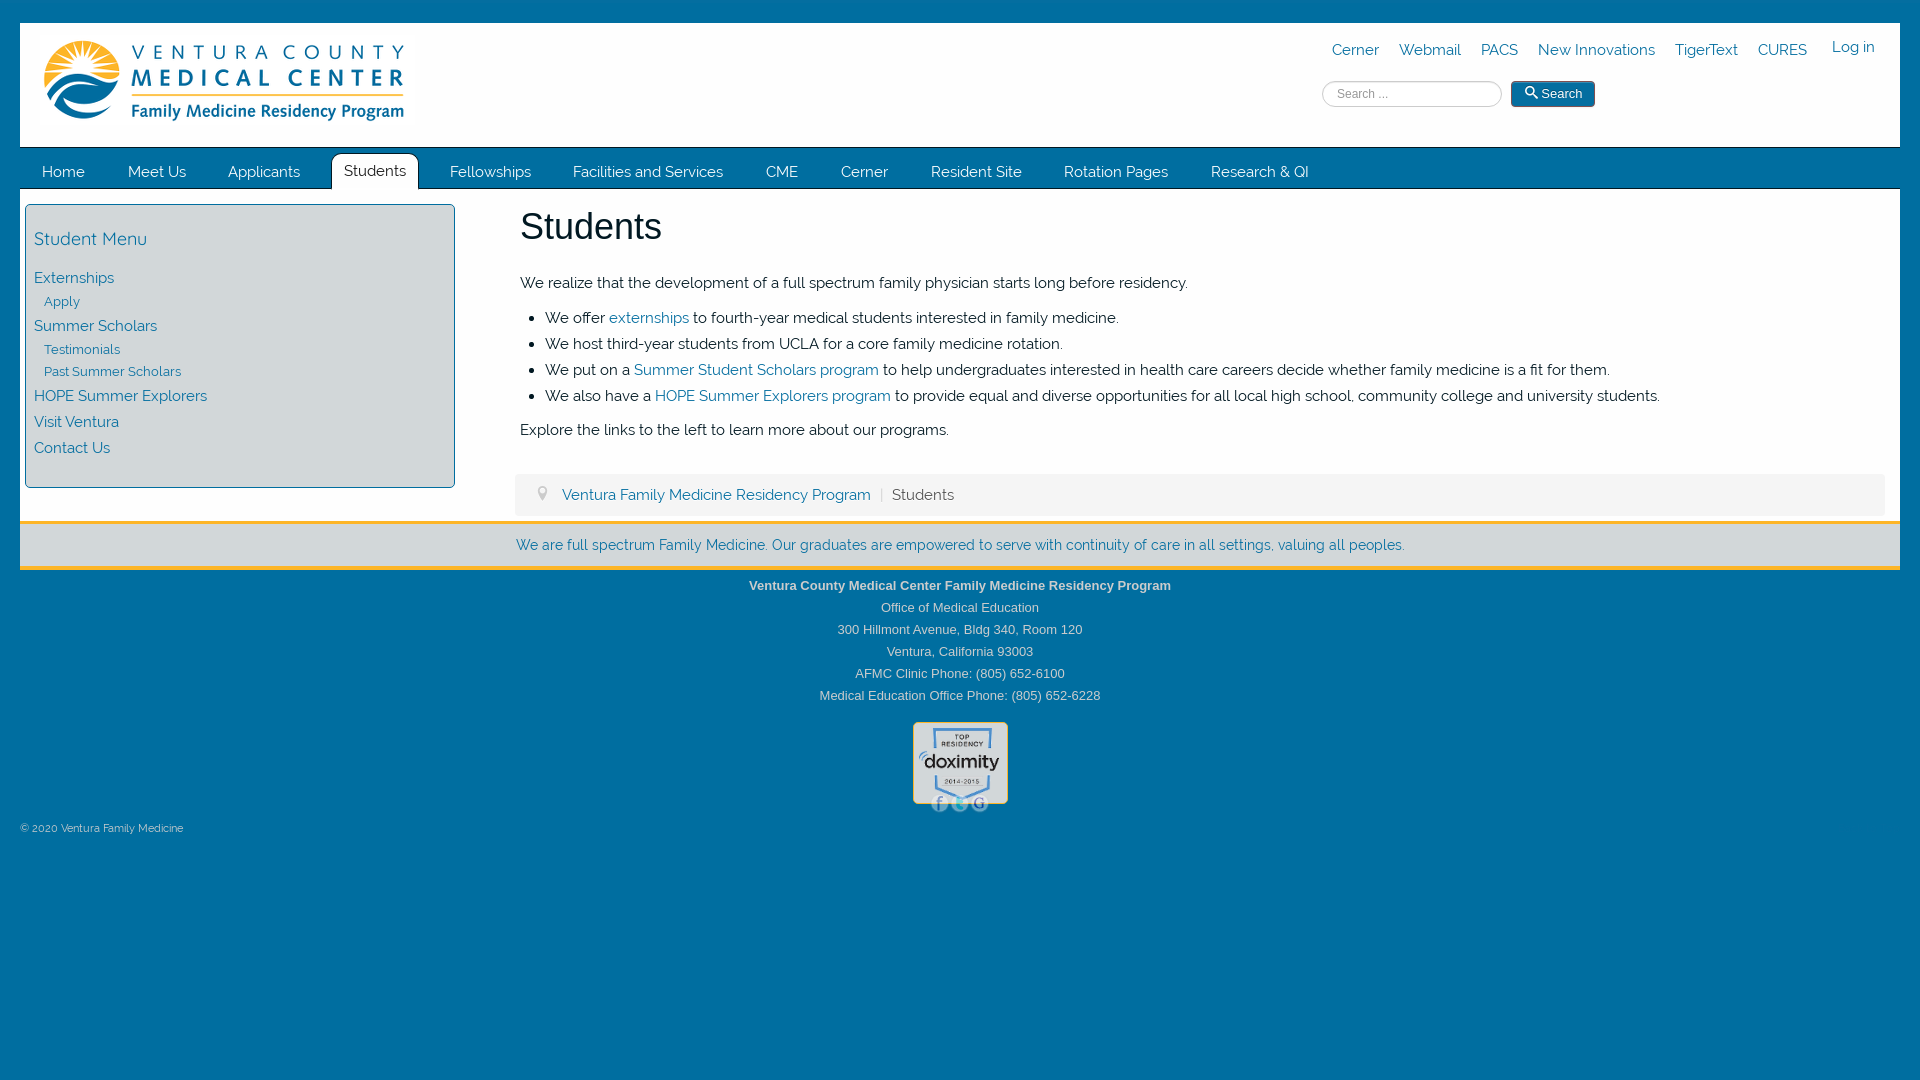 VENTURA COUNTY
MEDICAL CENTER
Family Medicine Residency Program
Cerner Webmail PACS New Innovations TigerText CURES Log in
Search ... Search
Home Meet Us Applicants Students Fellowships Facilities and Services CME Cerner Resident Site Rotation Pages Research & QI
Student Menu
Externships
Apply
Summer Scholars
Testimonials
Past Summer Scholars
HOPE Summer Explorers
Visit Ventura
Contact Us
Students
We realize that the development of a full spectrum family physician starts long before residency.
We offer externships to fourth-year medical students interested in family medicine.
We host third-year students from UCLA for a core family medicine rotation.
We put on a Summer Student Scholars program to help undergraduates interested in health care careers decide whether family medicine is a fit for them.
We also have a HOPE Summer Explorers program to provide equal and diverse opportunities for all local high school, community college and university students.
Explore the links to the left to learn more about our programs.
Ventura Family Medicine Residency Program | Students
We are full spectrum Family Medicine. Our graduates are empowered to serve with continuity of care in all settings, valuing all peoples.
Ventura County Medical Center Family Medicine Residency Program
Office of Medical Education
300 Hillmont Avenue, Bldg 340, Room 120
Ventura, California 93003
AFMC Clinic Phone: (805) 652-6100
Medical Education Office Phone: (805) 652-6228
TOP
RESIDENCY
doximity
2014-2015
f G
© 2020 Ventura Family Medicine